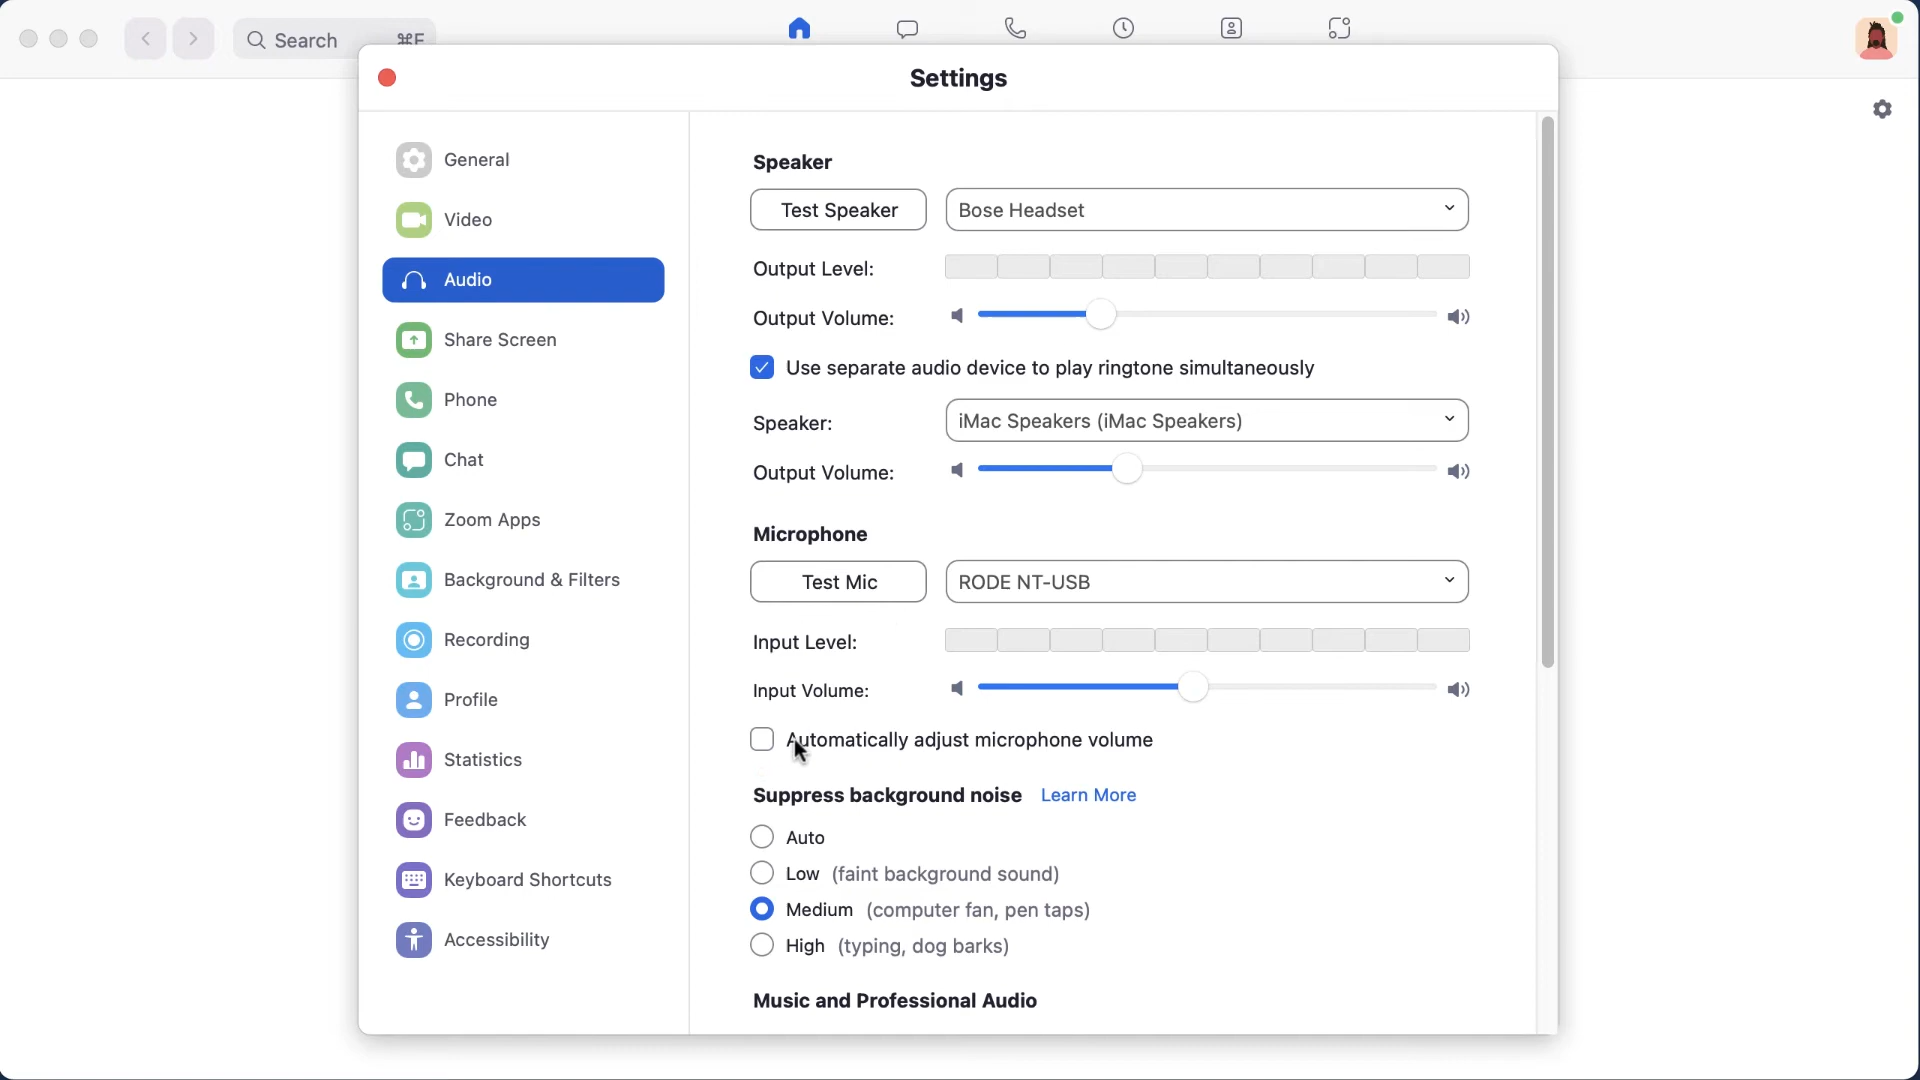 Search ⌘F
Settings
General
Video
Audio
Share Screen
Phone
Chat
Zoom Apps
Background & Filters
Recording
Profile
Statistics
Feedback
Keyboard Shortcuts
Accessibility
Speaker
Test Speaker Bose Headset
Output Level:
Output Volume:
Use separate audio device to play ringtone simultaneously
Speaker: iMac Speakers (iMac Speakers)
Output Volume:
Microphone
Test Mic RODE NT-USB
Input Level:
Input Volume:
Automatically adjust microphone volume
Suppress background noise Learn More
Auto
Low (faint background sound)
Medium (computer fan, pen taps)
High (typing, dog barks)
Music and Professional Audio